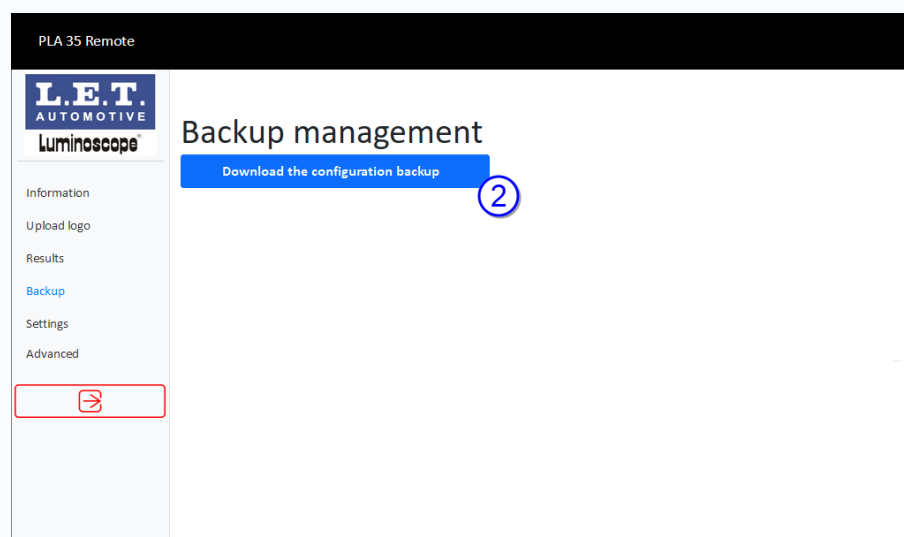 PLA 35 Remote
L.E.T.
AUTOMOTIVE
Luminoscope®
Information
Upload logo
Results
Backup
Settings
Advanced
Backup management
Download the configuration backup
2